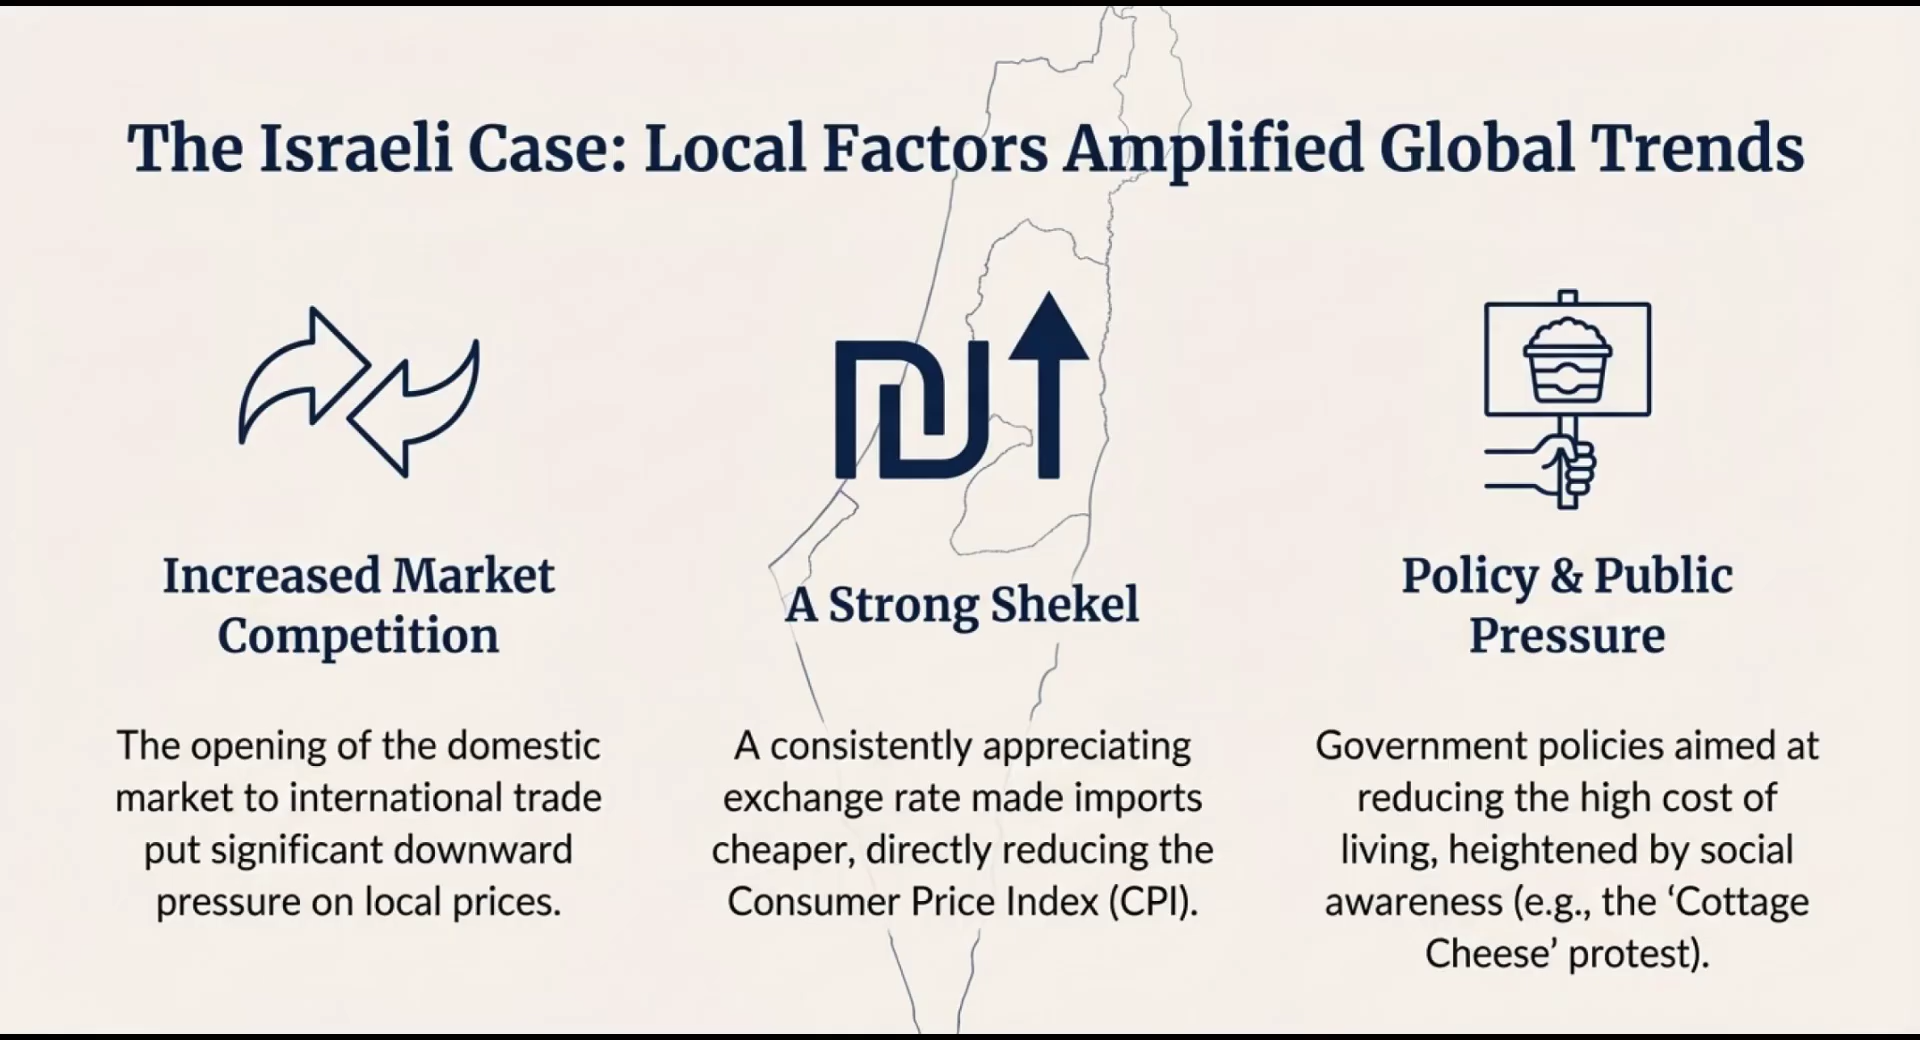 The Israeli Case: Local Factors Amplified Global Trends
Increased Market
Competition
The opening of the domestic
market to international trade
put significant downward
pressure on local prices.
₪
A Strong Shekel
A consistently appreciating
exchange rate made imports
cheaper, directly reducing the
Consumer Price Index (CPI).
Policy & Public
Pressure
Government policies aimed at
reducing the high cost of
living, heightened by social
awareness (e.g., the ‘Cottage
Cheese’ protest).